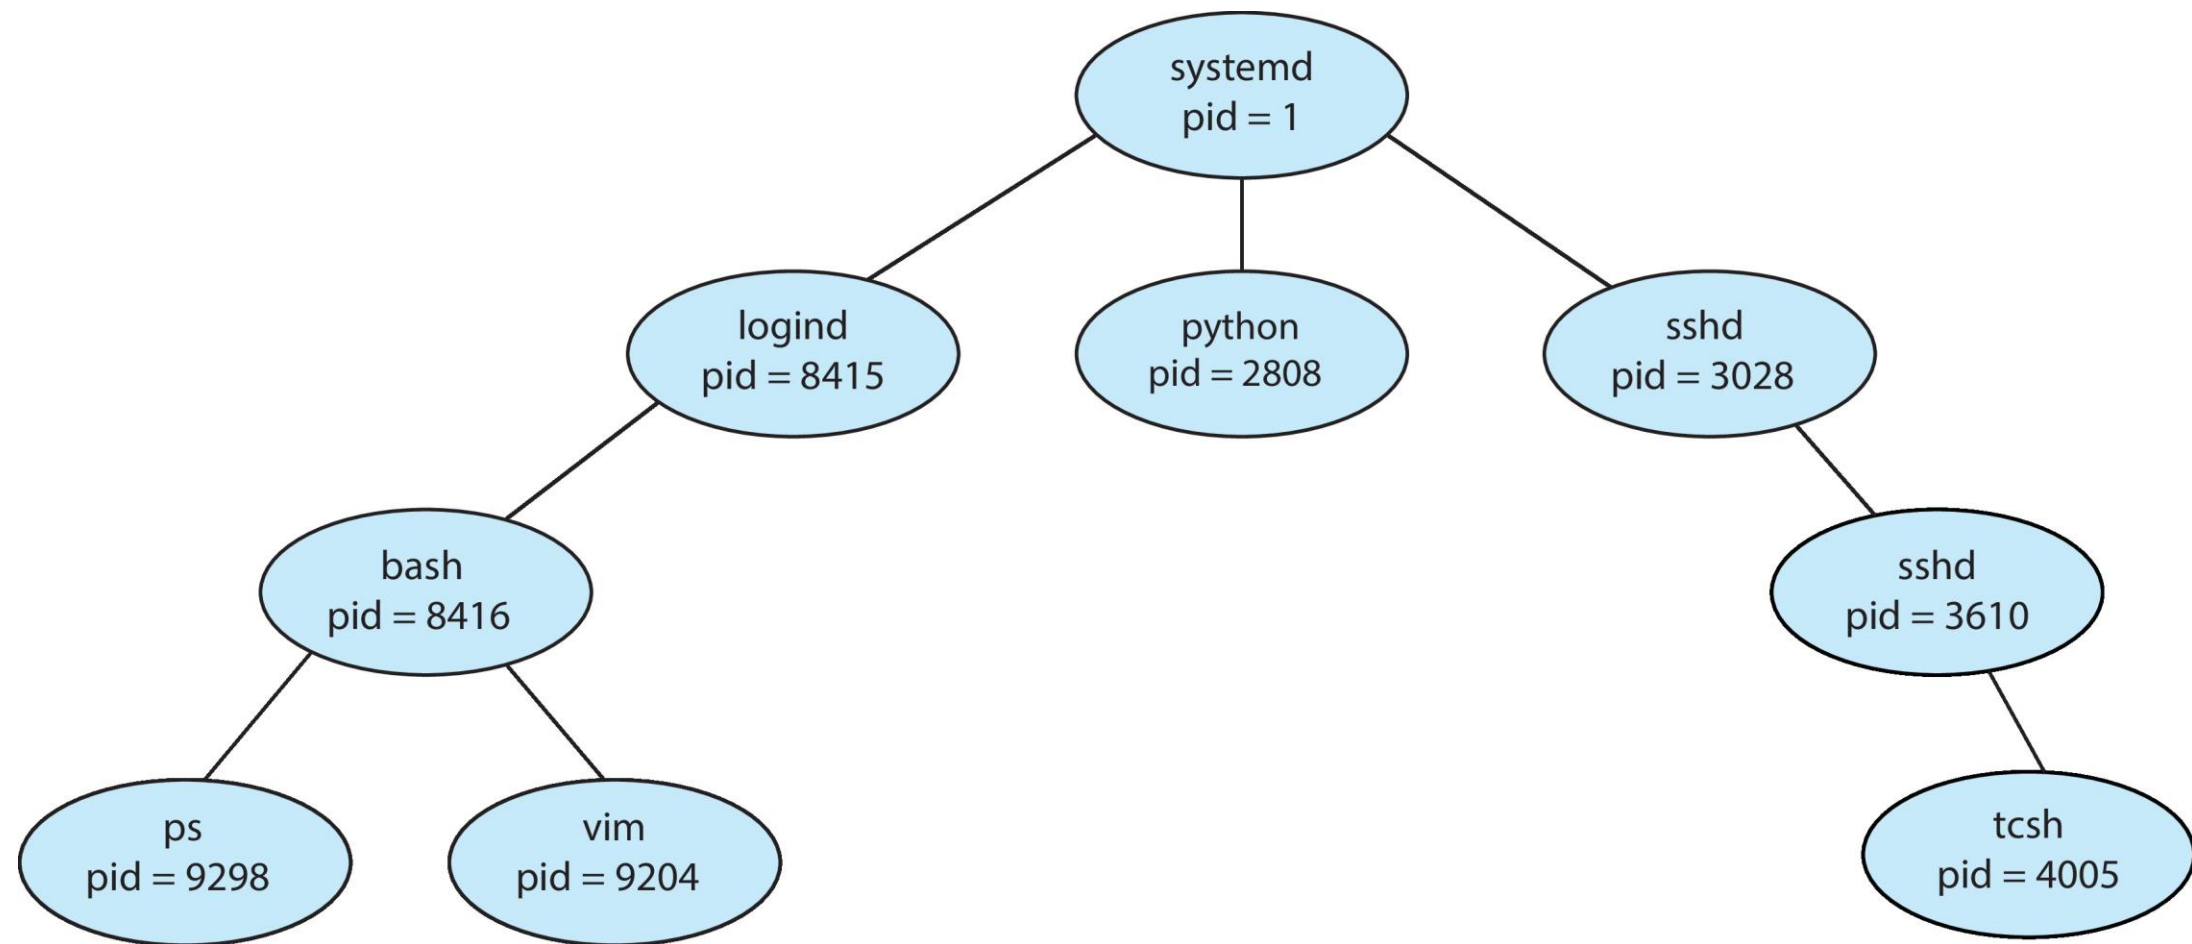 systemd
pid = 1
logind
pid = 8415
python
pid = 2808
sshd
pid = 3028
bash
pid = 8416
sshd
pid = 3610
ps
pid = 9298
vim
pid = 9204
tcsh
pid = 4005